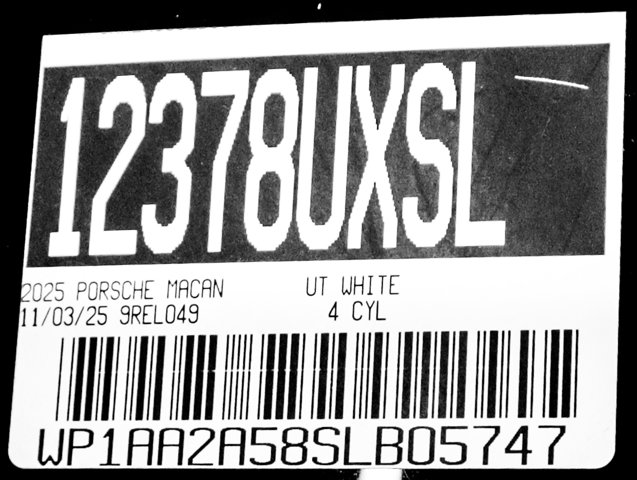 12378UXSL
2025 PORSCHE MACAN UT WHITE
11/03/25 9REL049 4 CYL
WP1AA2A58SLB05747